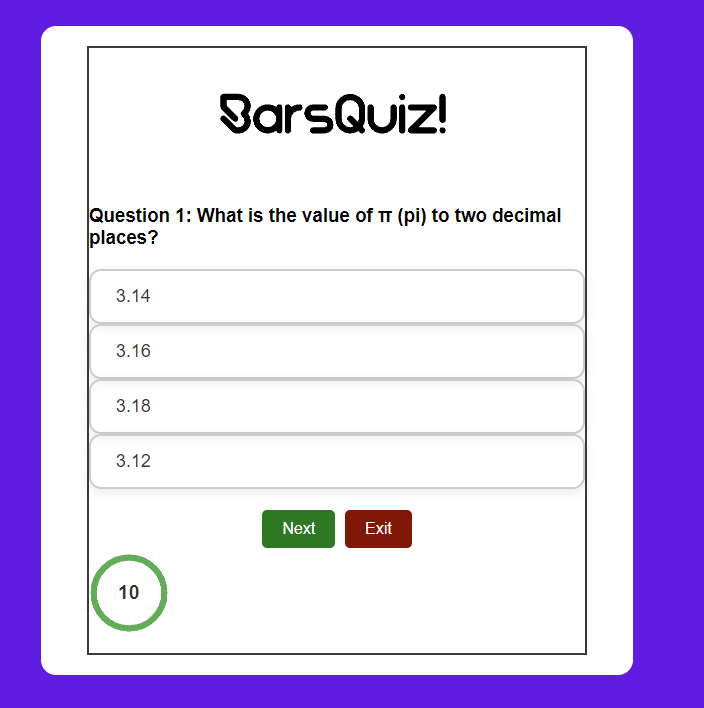 BarsQuiz!
Question 1: What is the value of π (pi) to two decimal
places?
3.14
3.16
3.18
3.12
Next Exit
10